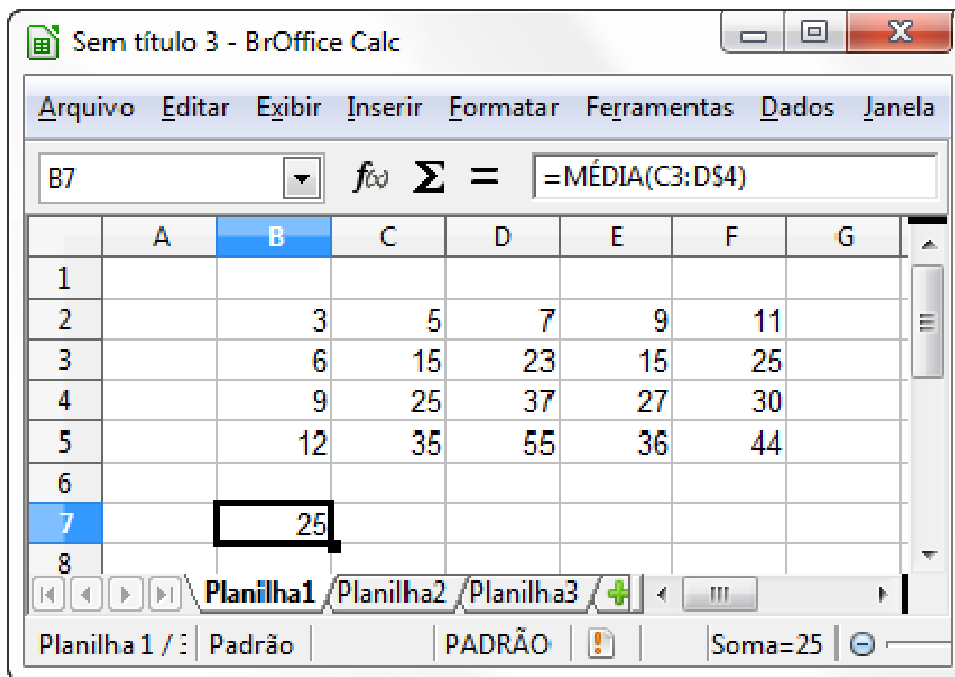 Sem título 3 - BrOffice Calc
Arquivo Editar Exibir Inserir Formatar Ferramentas Dados Janela
B7 f(x) Σ = =MÉDIA(C3:D$4)
A B C D E F G
1
2 3 5 7 9 11
3 6 15 23 15 25
4 9 25 37 27 30
5 12 35 55 36 44
6
7 25
8
Planilha1 Planilha2 Planilha3
Planilha 1 / Padrão PADRÃO Soma=25